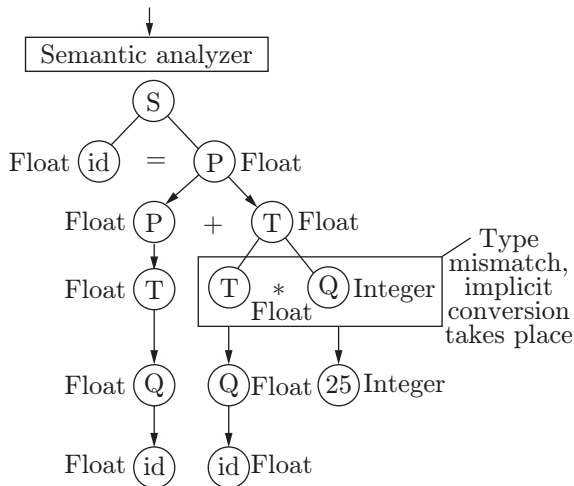 Semantic analyzer
S
Float id = P Float
Float P + T Float
Type
mismatch,
implicit
conversion
takes place
Float T T * Q Integer
Float
Float Q Q Float 25 Integer
Float id id Float